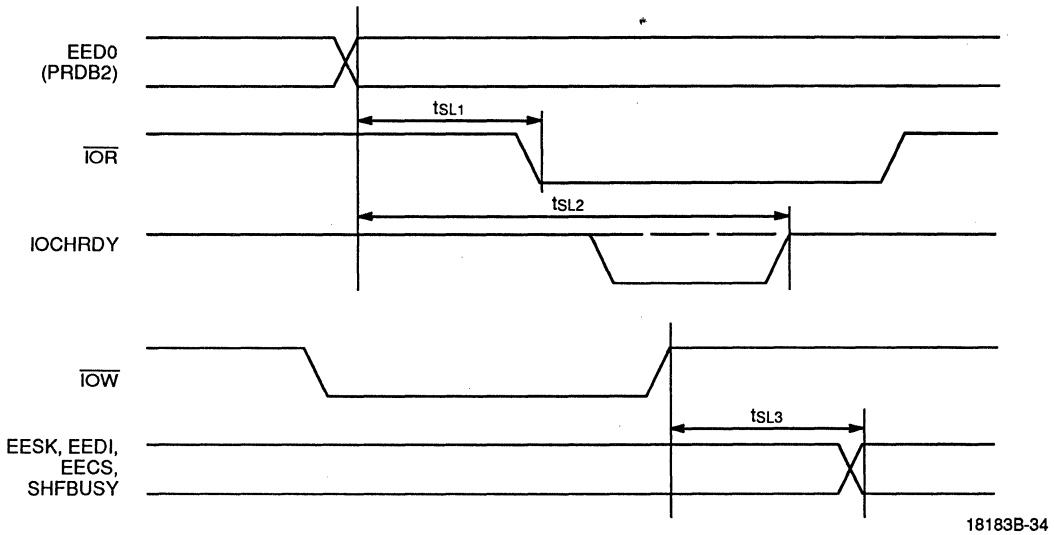 EED0
(PRDB2)
tSL1
IOR
tSL2
IOCHRDY
IOW
tSL3
EESK, EEDI,
EECS,
SHFBUSY
18183B-34